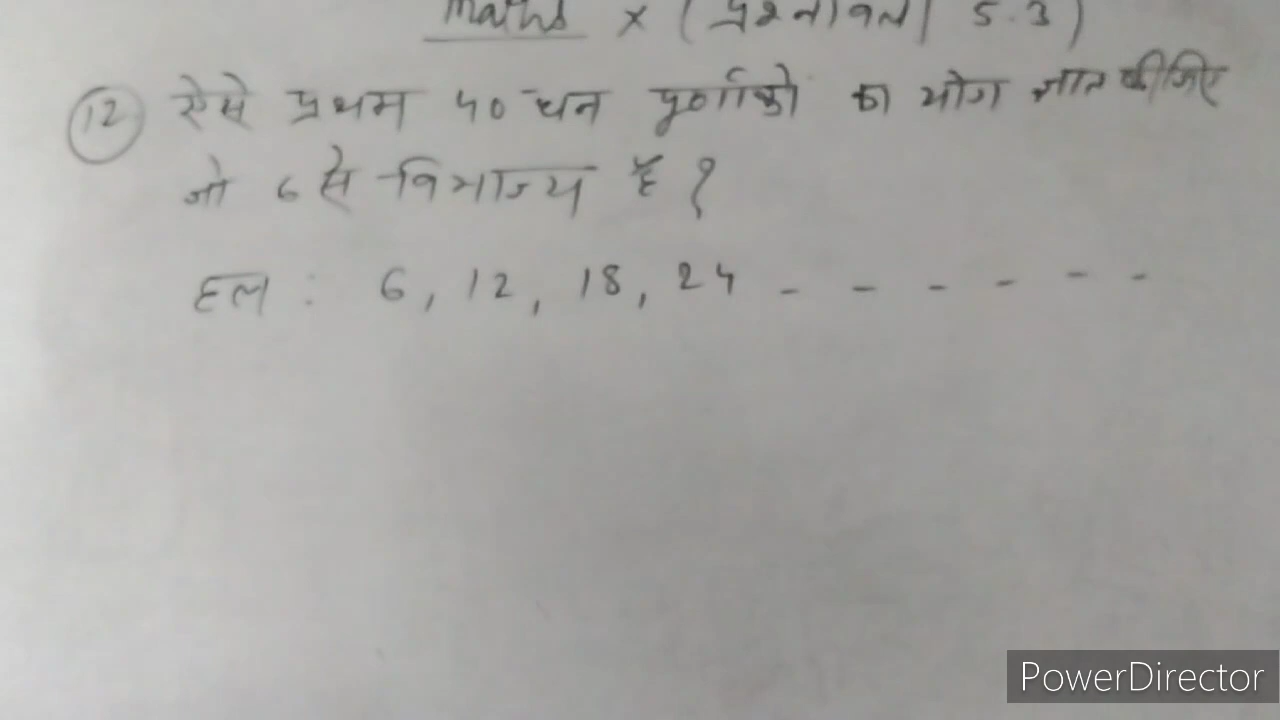 Maths X (प्रश्नावली 5.3)
12 ऐसे प्रथम 40 धन पूर्णांको का योग ज्ञात कीजिए
जो 6 से विभाज्य है ?
हल : 6, 12, 18, 24 - - - - - - -
PowerDirector